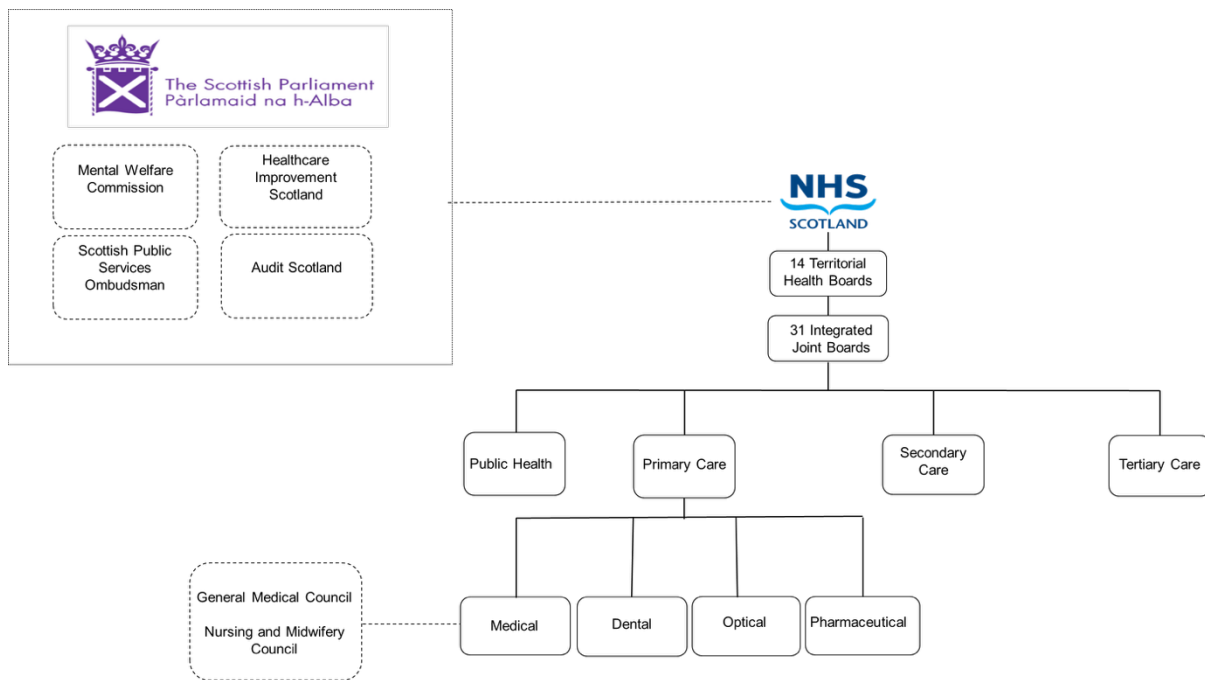 The Scottish Parliament
Pàrlamaid na h-Alba
Mental Welfare
Commission
Healthcare
Improvement
Scotland
Scottish Public
Services
Ombudsman
Audit Scotland
NHS
SCOTLAND
14 Territorial
Health Boards
31 Integrated
Joint Boards
Public Health
Primary Care
Secondary
Care
Tertiary Care
General Medical Council
Nursing and Midwifery
Council
Medical
Dental
Optical
Pharmaceutical